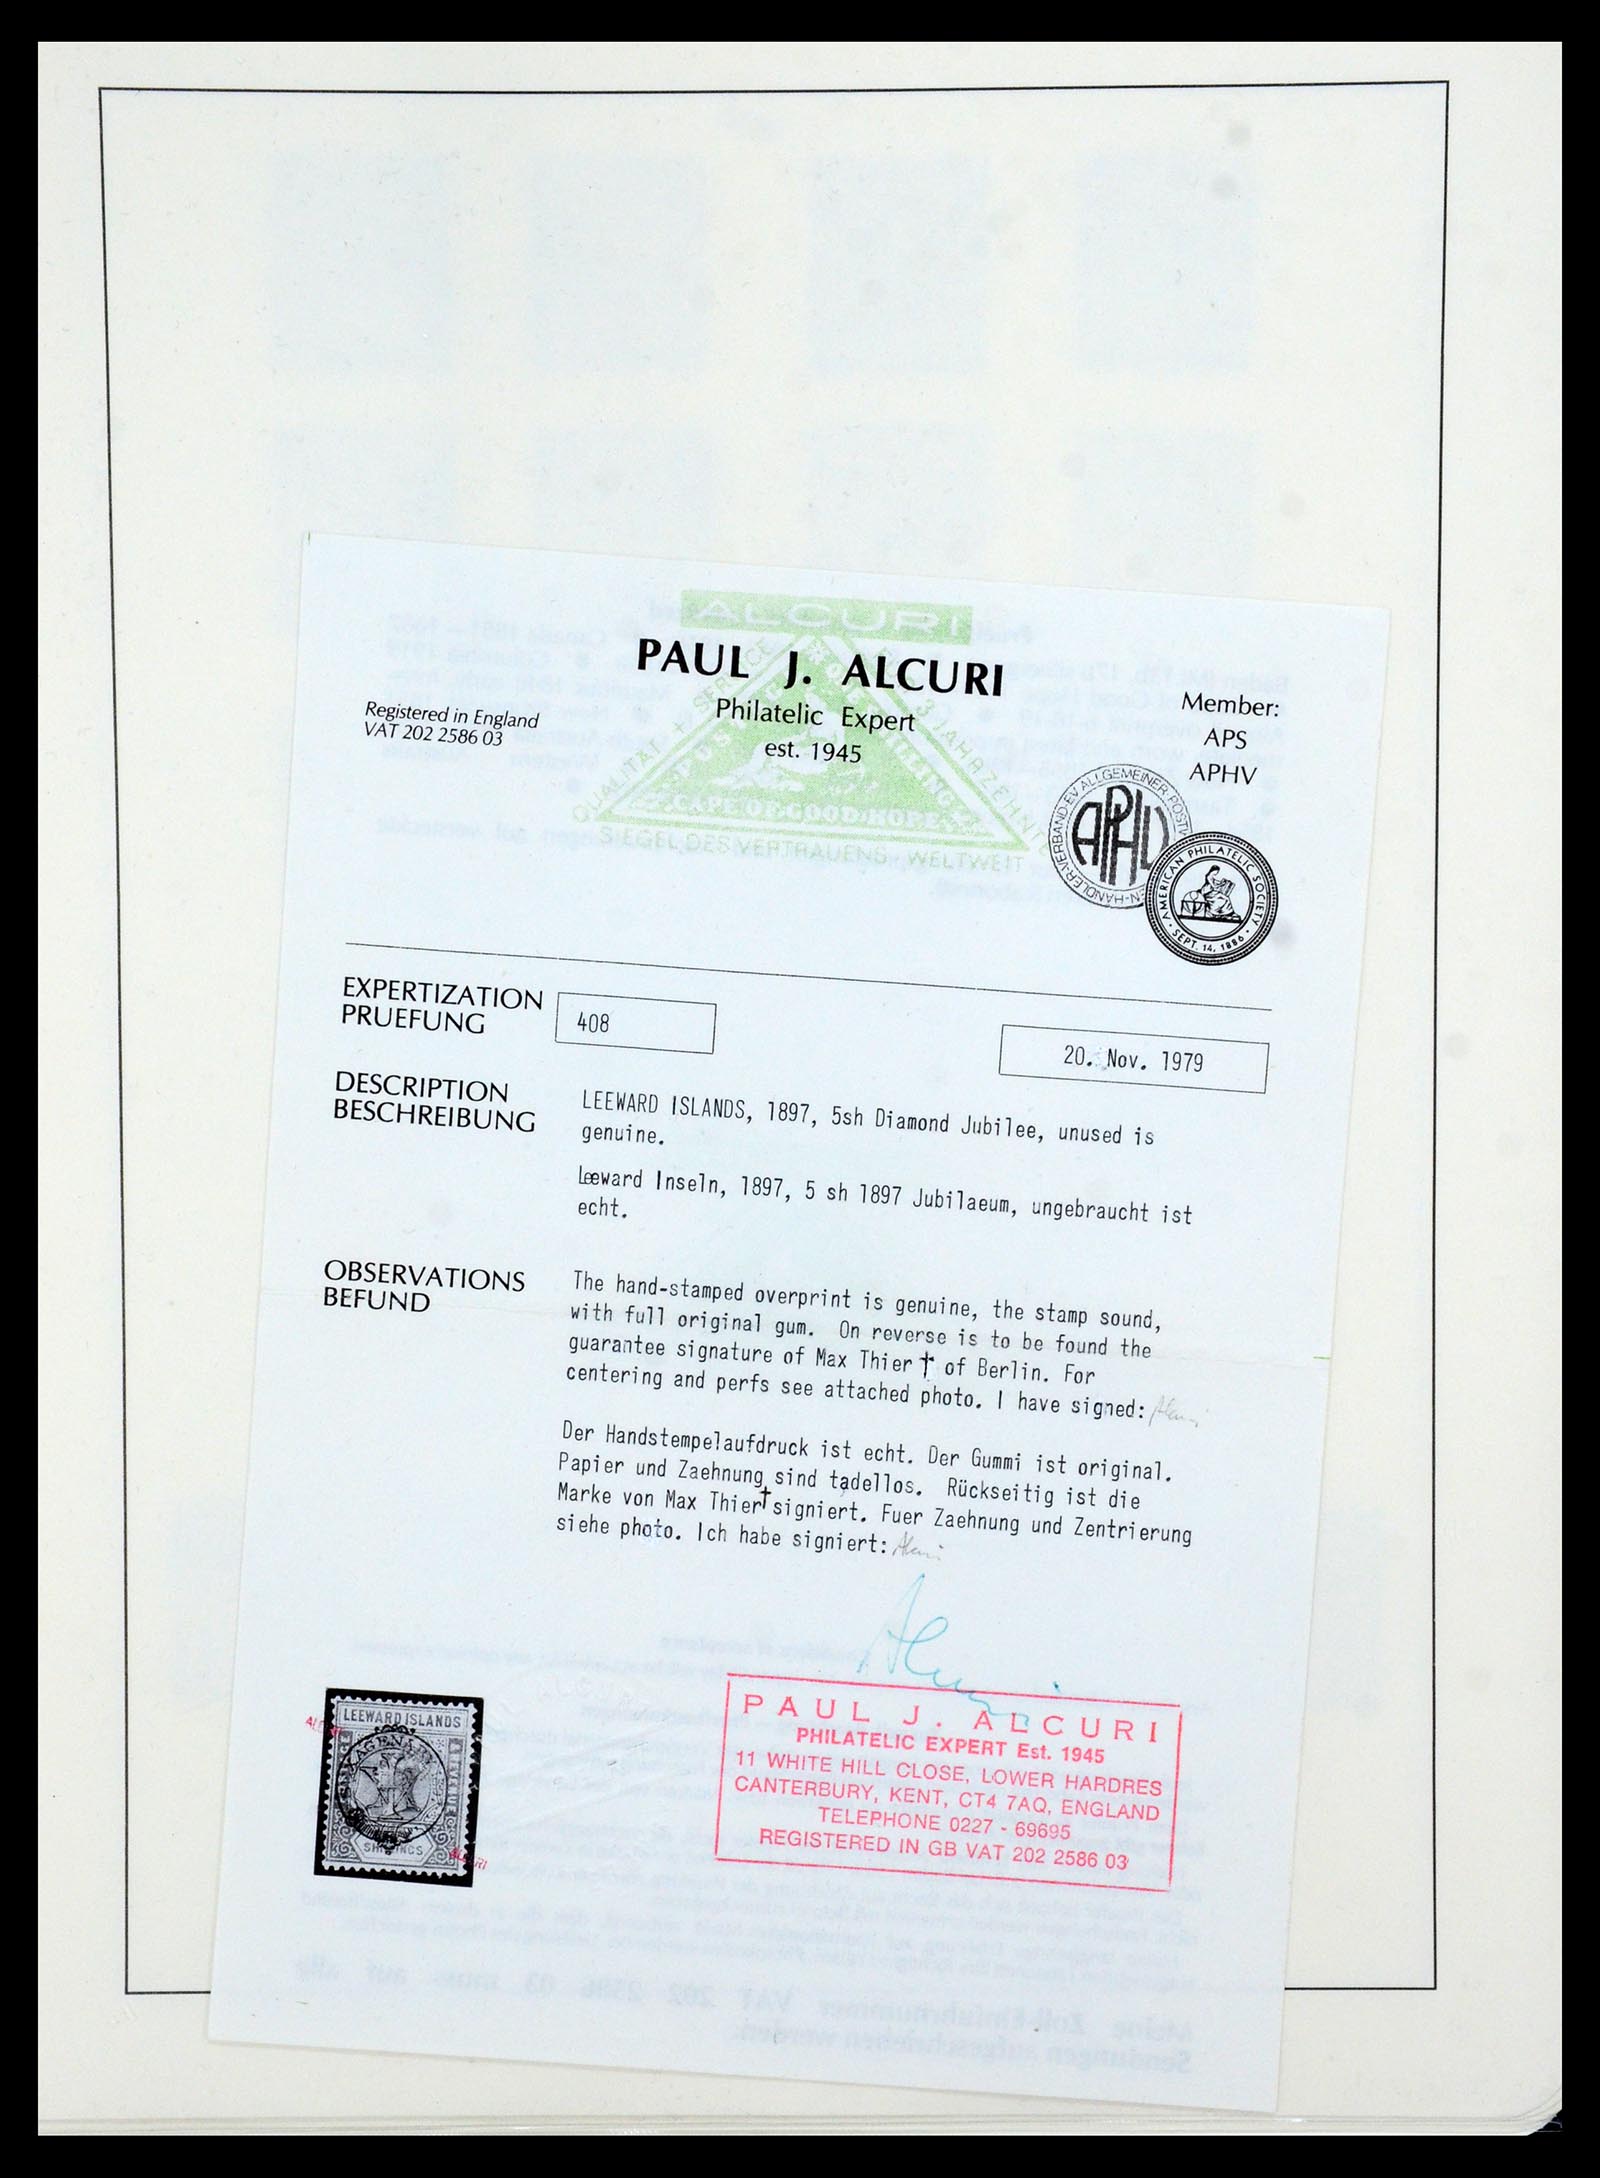 ALCURI
PAUL J. ALCURI
Philatelic Expert
est. 1945
Registered in England
VAT 202 2586 03
Member:
APS
APHV
QUALITÄT + SERVICE
3 JAHRZEHNTE
CAPE OF GOOD HOPE
SIEGEL DES VERTRAUENS WELTWEIT
APHV
AMERICAN PHILATELIC SOCIETY
SEPT. 14, 1886
EXPERTIZATION
PRUEFUNG
408
20. Nov. 1979
DESCRIPTION
BESCHREIBUNG
LEEWARD ISLANDS, 1897, 5sh Diamond Jubilee, unused is
genuine.
Leeward Inseln, 1897, 5 sh 1897 Jubilaeum, ungebraucht ist
echt.
OBSERVATIONS
BEFUND
The hand-stamped overprint is genuine, the stamp sound,
with full original gum. On reverse is to be found the
guarantee signature of Max Thier † of Berlin. For
centering and perfs see attached photo. I have signed:
Der Handstempelaufdruck ist echt. Der Gummi ist original.
Papier und Zaehnung sind tadellos. Rückseitig ist die
Marke von Max Thier† signiert. Fuer Zaehnung und Zentrierung
siehe photo. Ich habe signiert:
LEEWARD ISLANDS
SHILLINGS
ALCURI
PAUL J. ALCURI
PHILATELIC EXPERT Est. 1945
11 WHITE HILL CLOSE, LOWER HARDRES
CANTERBURY, KENT, CT4 7AQ, ENGLAND
TELEPHONE 0227 - 69695
REGISTERED IN GB VAT 202 2586 03